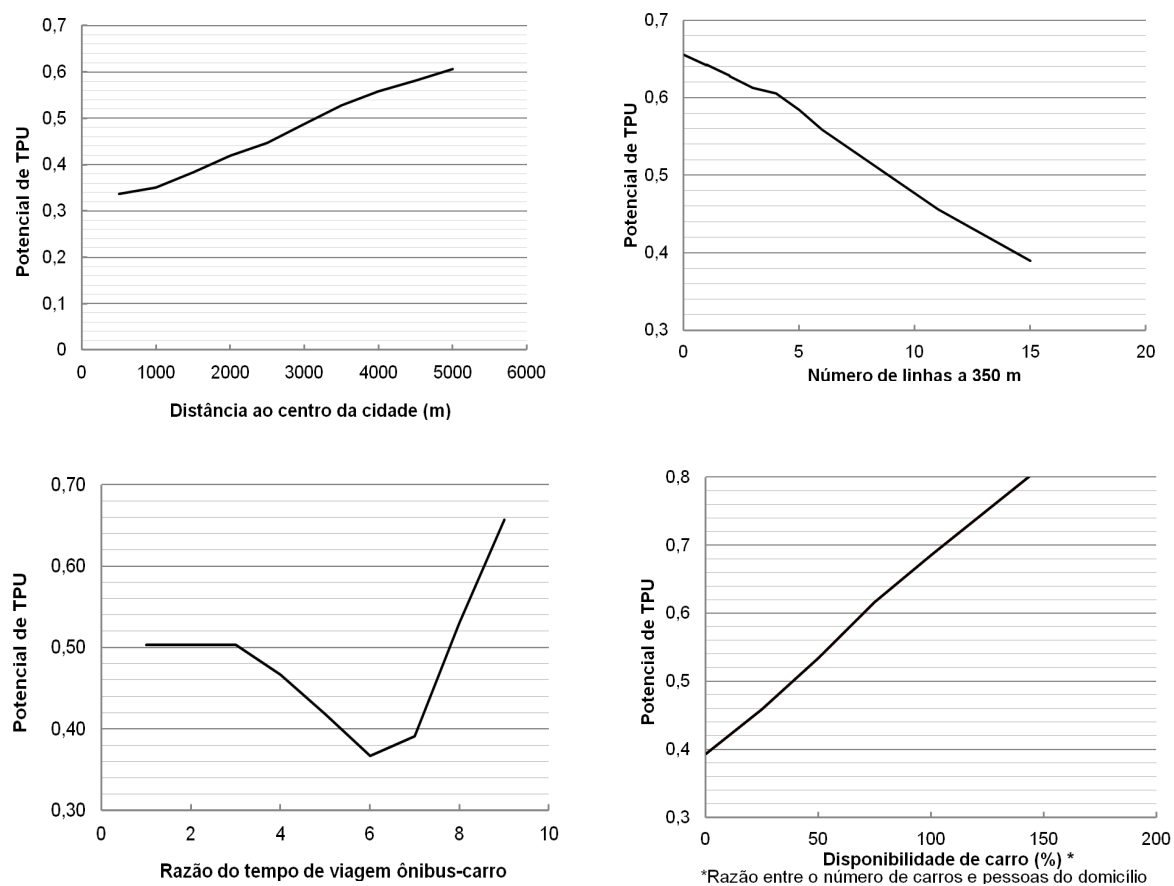 0,7
0,6
0,5
0,4
0,3
0,2
0,1
0
Potencial de TPU
0 1000 2000 3000 4000 5000 6000
Distância ao centro da cidade (m)
0,7
0,6
0,5
0,4
0,3
Potencial de TPU
0 5 10 15 20
Número de linhas a 350 m
0,70
0,60
0,50
0,40
0,30
Potencial de TPU
0 2 4 6 8 10
Razão do tempo de viagem ônibus-carro
0,8
0,7
0,6
0,5
0,4
0,3
Potencial de TPU
0 50 100 150 200
Disponibilidade de carro (%) *
*Razão entre o número de carros e pessoas do domicílio